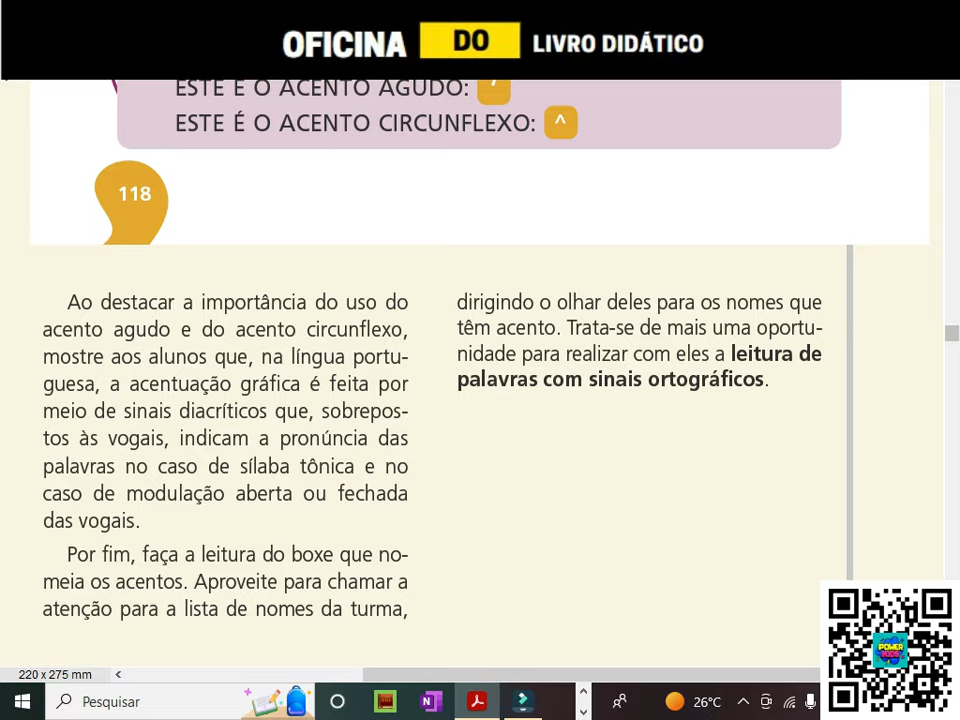 OFICINA DO LIVRO DIDÁTICO
ESTE É O ACENTO AGUDO: ´
ESTE É O ACENTO CIRCUNFLEXO: ^
118
Ao destacar a importância do uso do
acento agudo e do acento circunflexo,
mostre aos alunos que, na língua portu-
guesa, a acentuação gráfica é feita por
meio de sinais diacríticos que, sobrepos-
tos às vogais, indicam a pronúncia das
palavras no caso de sílaba tônica e no
caso de modulação aberta ou fechada
das vogais.
Por fim, faça a leitura do boxe que no-
meia os acentos. Aproveite para chamar a
atenção para a lista de nomes da turma,
dirigindo o olhar deles para os nomes que
têm acento. Trata-se de mais uma oportu-
nidade para realizar com eles a leitura de
palavras com sinais ortográficos.
POWER KIDS
220 x 275 mm
Pesquisar
26°C